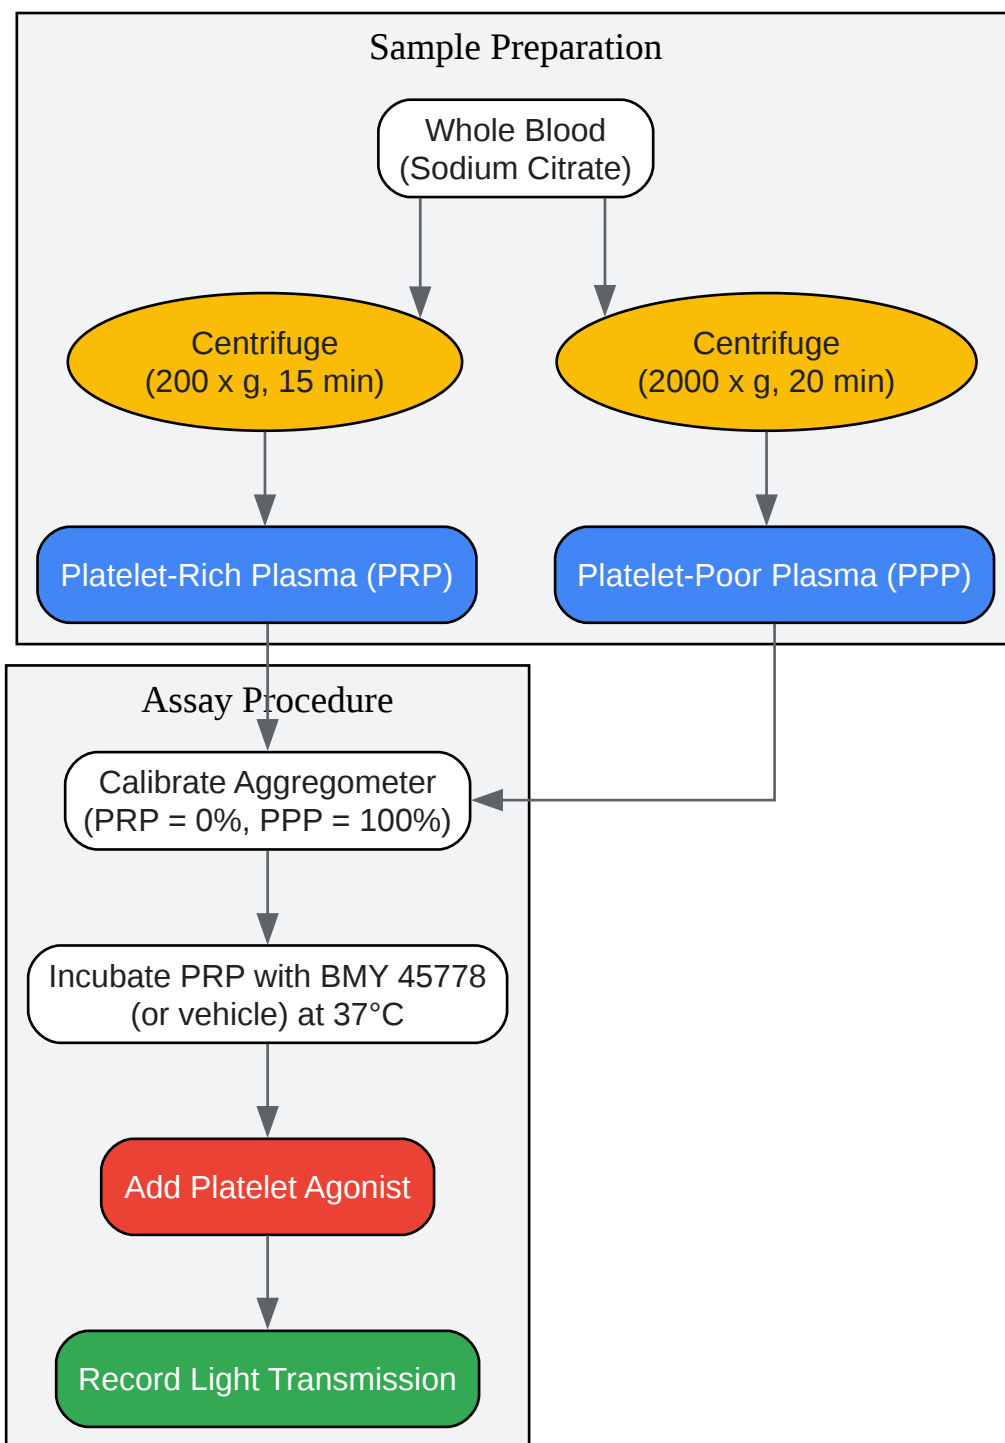 Sample Preparation
Whole Blood
(Sodium Citrate)
Centrifuge
(200 x g, 15 min)
Centrifuge
(2000 x g, 20 min)
Platelet-Rich Plasma (PRP)
Platelet-Poor Plasma (PPP)
Assay Procedure
Calibrate Aggregometer
(PRP = 0%, PPP = 100%)
Incubate PRP with BMY 45778
(or vehicle) at 37°C
Add Platelet Agonist
Record Light Transmission